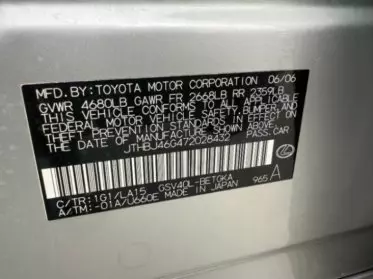 MFD. BY: TOYOTA MOTOR CORPORATION 06/06
GVWR 4680LB GAWR FR 2668LB RR 2359LB
THIS VEHICLE CONFORMS TO ALL APPLICABLE
FEDERAL MOTOR VEHICLE SAFETY, BUMPER, AND
THEFT PREVENTION STANDARDS IN EFFECT ON
THE DATE OF MANUFACTURE SHOWN ABOVE.
JTHBJ46G472028432 PASS. CAR
C/TR: 1G1/LA15 GSV40L-BETGKA 965 A
A/TM: -01A/U660E MADE IN JAPAN